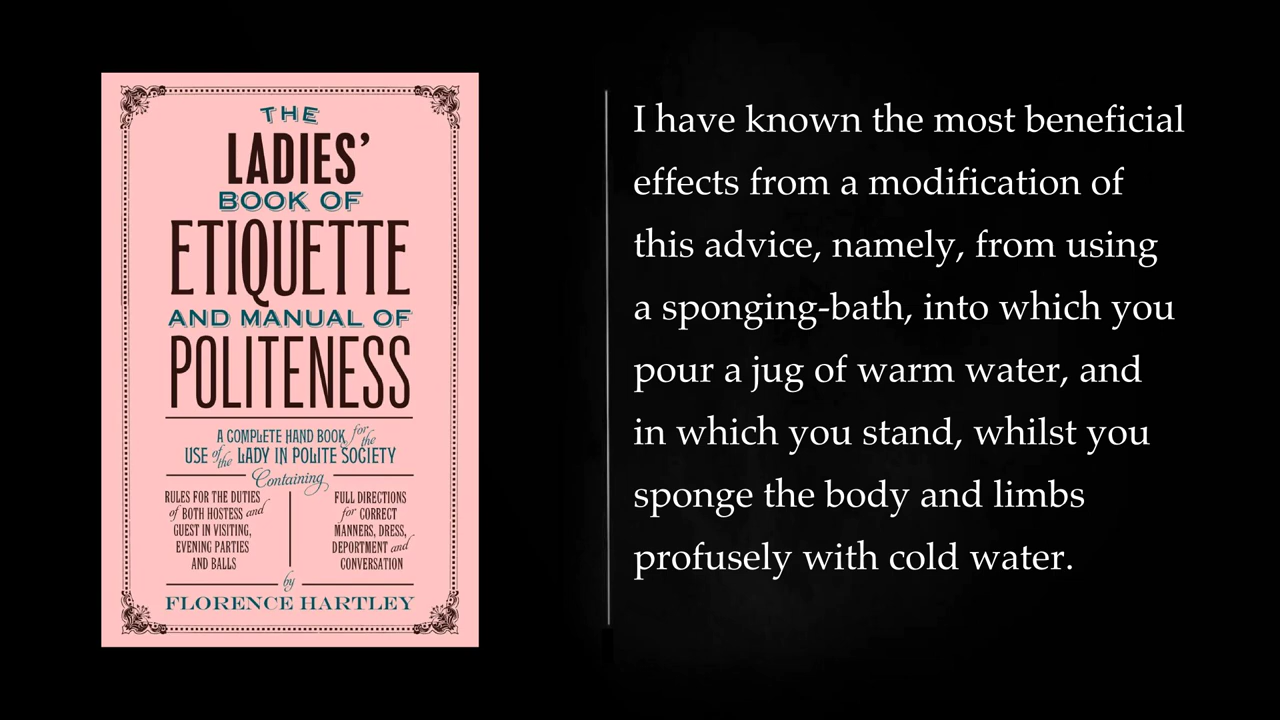 THE
LADIES'
BOOK OF
ETIQUETTE
AND MANUAL OF
POLITENESS
A COMPLETE HAND BOOK for the
USE of the LADY IN POLITE SOCIETY
Containing
RULES FOR THE DUTIES
of BOTH HOSTESS and
GUEST IN VISITING,
EVENING PARTIES
AND BALLS
FULL DIRECTIONS
for CORRECT
MANNERS, DRESS,
DEPORTMENT and
CONVERSATION
by
FLORENCE HARTLEY
I have known the most beneficial
effects from a modification of
this advice, namely, from using
a sponging-bath, into which you
pour a jug of warm water, and
in which you stand, whilst you
sponge the body and limbs
profusely with cold water.